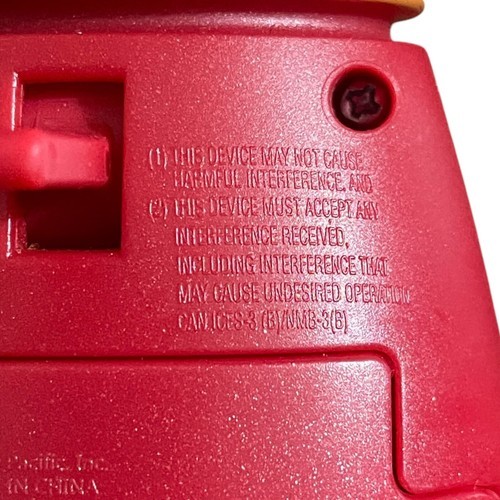 (1) THIS DEVICE MAY NOT CAUSE
HARMFUL INTERFERENCE, AND
(2) THIS DEVICE MUST ACCEPT ANY
INTERFERENCE RECEIVED,
INCLUDING INTERFERENCE THAT
MAY CAUSE UNDESIRED OPERATION
CAN ICES-3 (B)/NMB-3(B)
Pacific, Inc.
IN CHINA